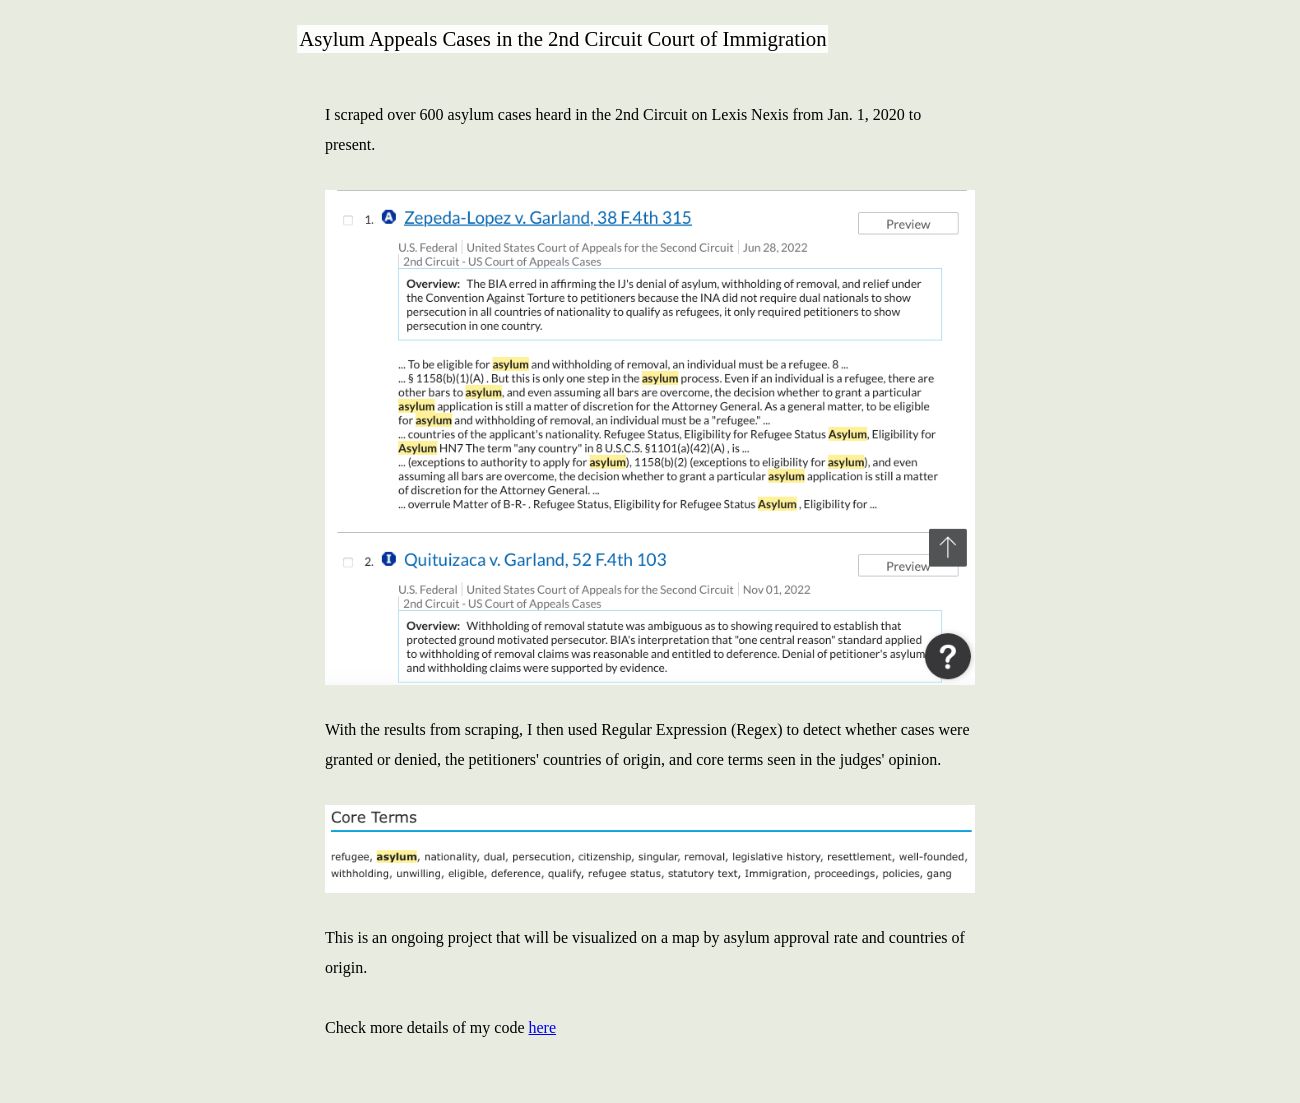 Asylum Appeals Cases in the 2nd Circuit Court of Immigration
I scraped over 600 asylum cases heard in the 2nd Circuit on Lexis Nexis from Jan. 1, 2020 to
present.
1. A Zepeda-Lopez v. Garland, 38 F.4th 315
Preview
U.S. Federal | United States Court of Appeals for the Second Circuit | Jun 28, 2022
| 2nd Circuit - US Court of Appeals Cases
Overview: The BIA erred in affirming the IJ's denial of asylum, withholding of removal, and relief under
the Convention Against Torture to petitioners because the INA did not require dual nationals to show
persecution in all countries of nationality to qualify as refugees, it only required petitioners to show
persecution in one country.
... To be eligible for asylum and withholding of removal, an individual must be a refugee. 8 ...
... § 1158(b)(1)(A) . But this is only one step in the asylum process. Even if an individual is a refugee, there are
other bars to asylum, and even assuming all bars are overcome, the decision whether to grant a particular
asylum application is still a matter of discretion for the Attorney General. As a general matter, to be eligible
for asylum and withholding of removal, an individual must be a "refugee." ...
... countries of the applicant's nationality. Refugee Status, Eligibility for Refugee Status Asylum, Eligibility for
Asylum HN7 The term "any country" in 8 U.S.C.S. §1101(a)(42)(A) , is ...
... (exceptions to authority to apply for asylum), 1158(b)(2) (exceptions to eligibility for asylum), and even
assuming all bars are overcome, the decision whether to grant a particular asylum application is still a matter
of discretion for the Attorney General. ...
... overrule Matter of B-R- . Refugee Status, Eligibility for Refugee Status Asylum , Eligibility for ...
2. I Quituizaca v. Garland, 52 F.4th 103
Preview
U.S. Federal | United States Court of Appeals for the Second Circuit | Nov 01, 2022
| 2nd Circuit - US Court of Appeals Cases
Overview: Withholding of removal statute was ambiguous as to showing required to establish that
protected ground motivated persecutor. BIA's interpretation that "one central reason" standard applied
to withholding of removal claims was reasonable and entitled to deference. Denial of petitioner's asylum
and withholding claims were supported by evidence.
?
With the results from scraping, I then used Regular Expression (Regex) to detect whether cases were
granted or denied, the petitioners' countries of origin, and core terms seen in the judges' opinion.
Core Terms
refugee, asylum, nationality, dual, persecution, citizenship, singular, removal, legislative history, resettlement, well-founded,
withholding, unwilling, eligible, deference, qualify, refugee status, statutory text, Immigration, proceedings, policies, gang
This is an ongoing project that will be visualized on a map by asylum approval rate and countries of
origin.
Check more details of my code here